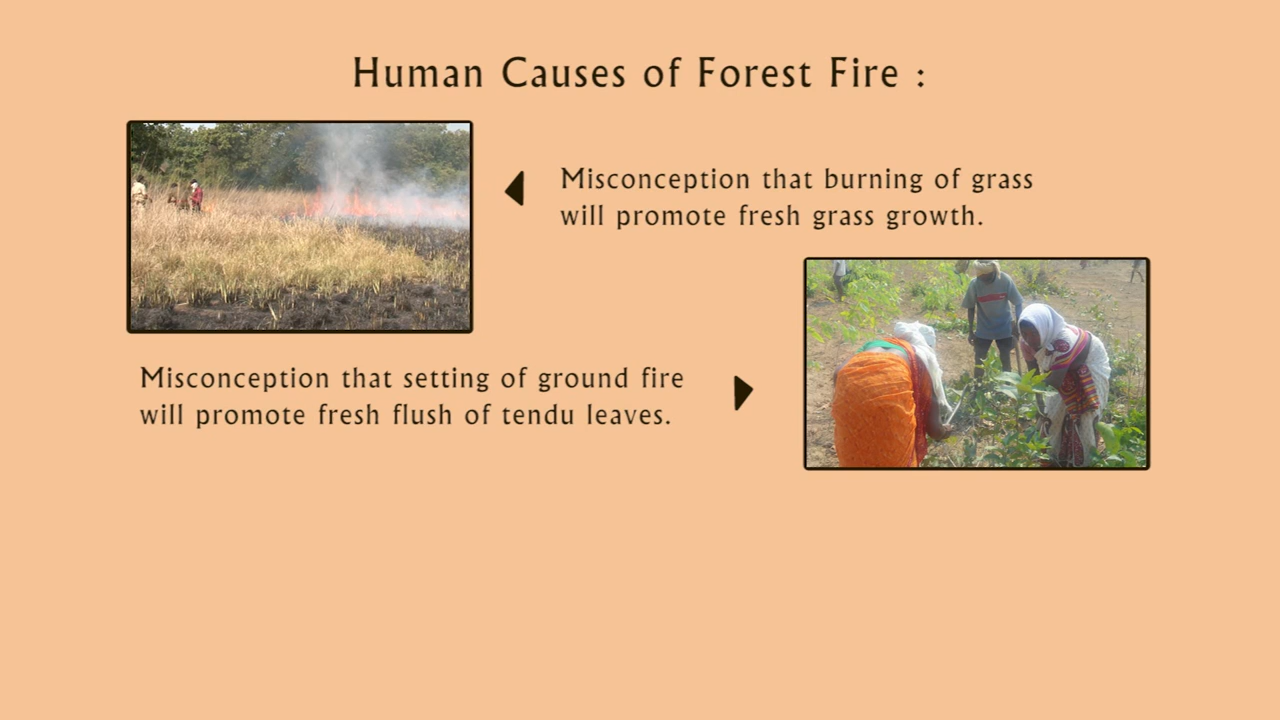 Human Causes of Forest Fire :
Misconception that burning of grass
will promote fresh grass growth.
Misconception that setting of ground fire
will promote fresh flush of tendu leaves.